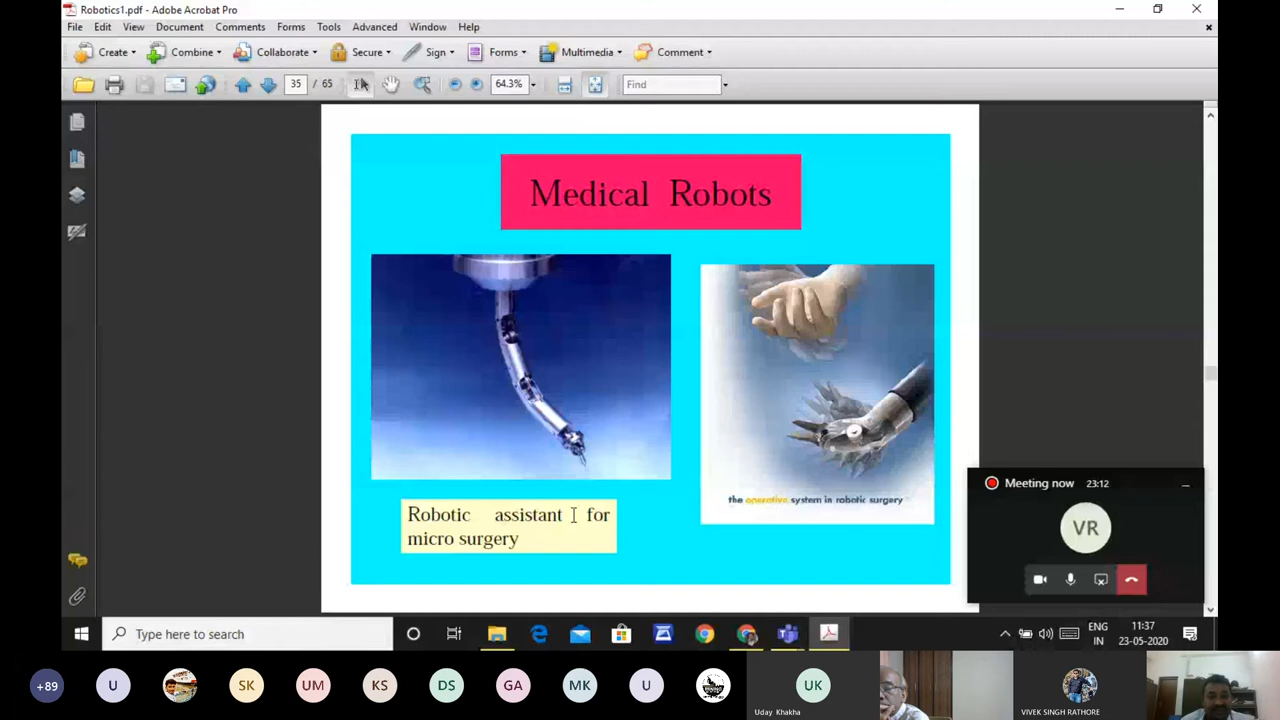 Robotics1.pdf - Adobe Acrobat Pro
File Edit View Document Comments Forms Tools Advanced Window Help
Create Combine Collaborate Secure Sign Forms Multimedia Comment
35 / 65 64.3% Find
Medical Robots
the operative system in robotic surgery
Robotic assistant for
micro surgery
Meeting now 23:12
VR
Type here to search
ENG
IN
11:37
23-05-2020
+89 U SK UM KS DS GA MK U UK
Uday Khakha
VIVEK SINGH RATHORE